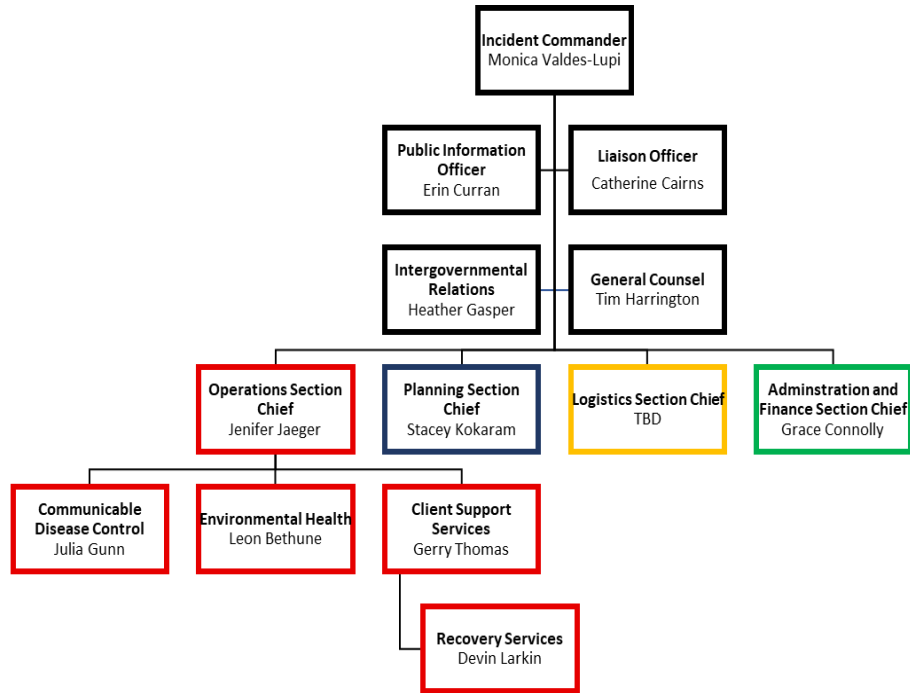 Incident Commander
Monica Valdes-Lupi
Public Information
Officer
Erin Curran
Liaison Officer
Catherine Cairns
Intergovernmental
Relations
Heather Gasper
General Counsel
Tim Harrington
Operations Section
Chief
Jenifer Jaeger
Planning Section
Chief
Stacey Kokaram
Logistics Section Chief
TBD
Adminstration and
Finance Section Chief
Grace Connolly
Communicable
Disease Control
Julia Gunn
Environmental Health
Leon Bethune
Client Support
Services
Gerry Thomas
Recovery Services
Devin Larkin